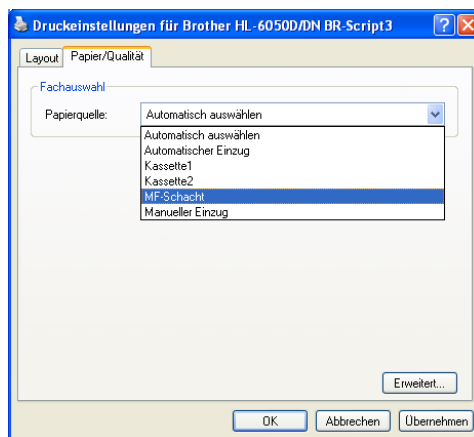 Druckeinstellungen für Brother HL-6050D/DN BR-Script3
Layout Papier/Qualität
Fachauswahl
Papierquelle: Automatisch auswählen
Automatisch auswählen
Automatischer Einzug
Kassette1
Kassette2
MF-Schacht
Manueller Einzug
Erweitert...
OK Abbrechen Übernehmen